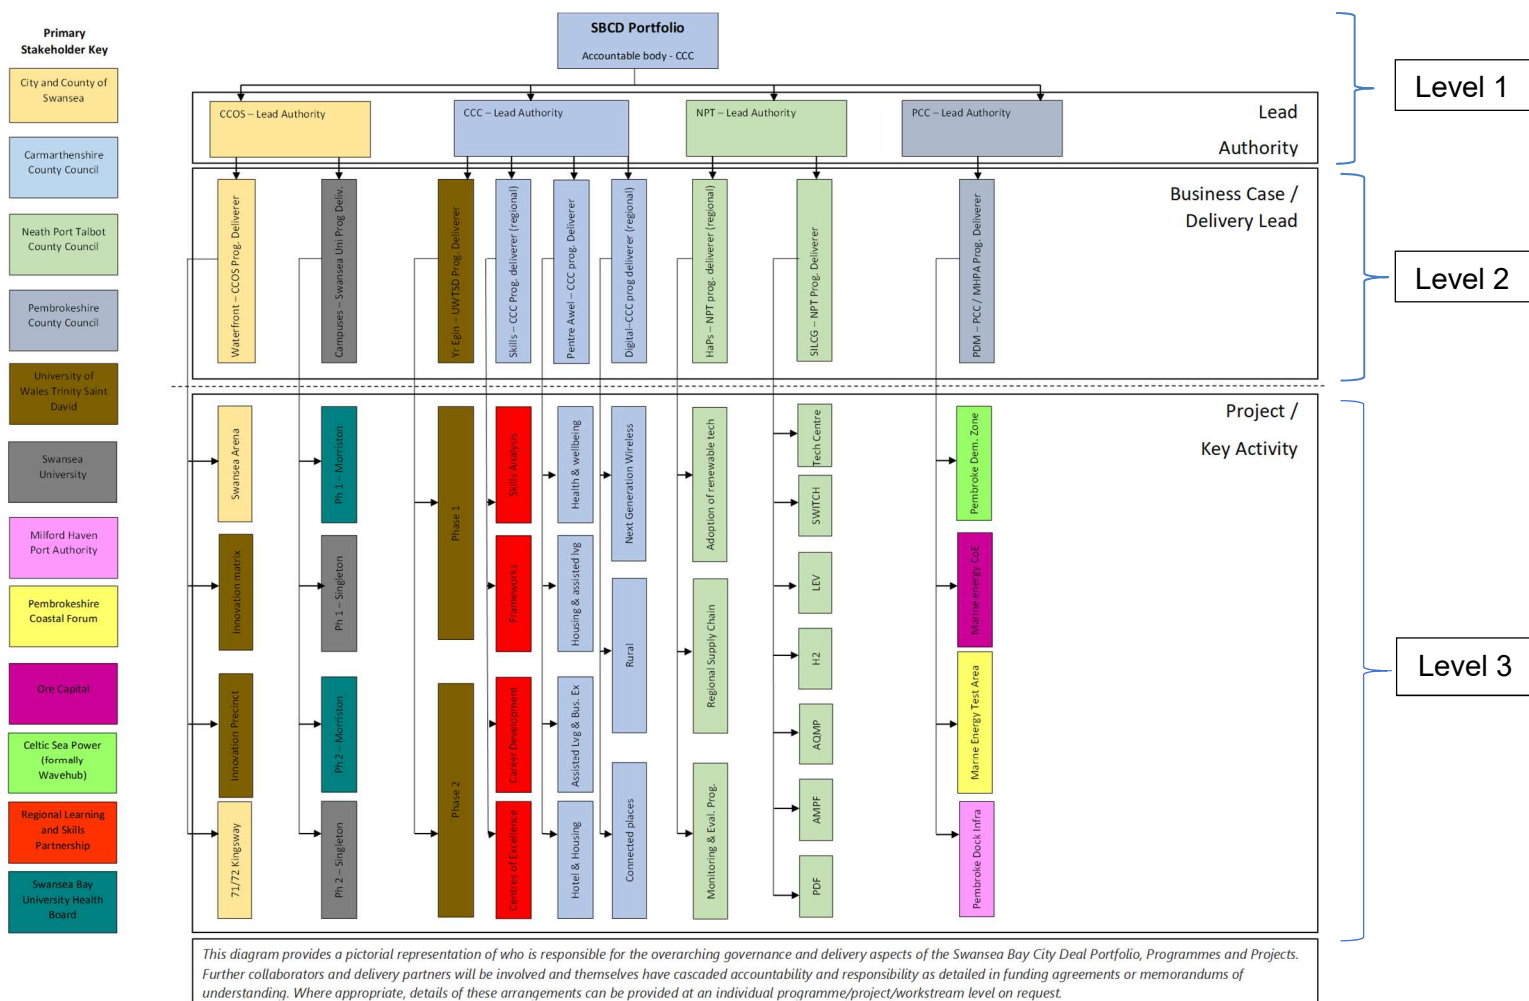 Primary
Stakeholder Key
City and County of
Swansea
Carmarthenshire
County Council
Neath Port Talbot
County Council
Pembrokeshire
County Council
University of
Wales Trinity Saint
David
Swansea
University
Milford Haven
Port Authority
Pembrokeshire
Coastal Forum
Ore Capital
Celtic Sea Power
(formally
Wavehub)
Regional Learning
and Skills
Partnership
Swansea Bay
University Health
Board
SBCD Portfolio
Accountable body - CCC
CCOS – Lead Authority
CCC – Lead Authority
NPT – Lead Authority
PCC – Lead Authority
Lead
Authority
Level 1
Waterfront – CCOS Prog. Deliverer
Campuses – Swansea Uni Prog Deliv.
Yr Egin – UWTSD Prog. Deliverer
Skills – CCC Prog. deliverer (regional)
Pentre Awel – CCC prog. Deliverer
Digital–CCC prog deliverer (regional)
HaPs – NPT prog. deliverer (regional)
SILCG – NPT Prog. Deliverer
PDM – PCC / MHPA Prog. Deliverer
Business Case /
Delivery Lead
Level 2
Swansea Arena
Innovation matrix
Innovation Precinct
71/72 Kingsway
Ph 1 – Morriston
Ph 1 – Singleton
Ph 2 – Morriston
Ph 2 – Singleton
Phase 1
Phase 2
Skills Analysis
Frameworks
Career Development
Centres of Excellence
Health & wellbeing
Housing & assisted lvg
Assisted Lvg & Bus. Ex
Hotel & Housing
Next Generation Wireless
Rural
Connected places
Adoption of renewable tech
Regional Supply Chain
Monitoring & Eval. Prog.
Tech Centre
SWITCH
LEV
H2
AQMP
AMPF
PDF
Pembroke Dem. Zone
Marine energy CoE
Marine Energy Test Area
Pembroke Dock Infra
Project /
Key Activity
Level 3
This diagram provides a pictorial representation of who is responsible for the overarching governance and delivery aspects of the Swansea Bay City Deal Portfolio, Programmes and Projects.
Further collaborators and delivery partners will be involved and themselves have cascaded accountability and responsibility as detailed in funding agreements or memorandums of
understanding. Where appropriate, details of these arrangements can be provided at an individual programme/project/workstream level on request.